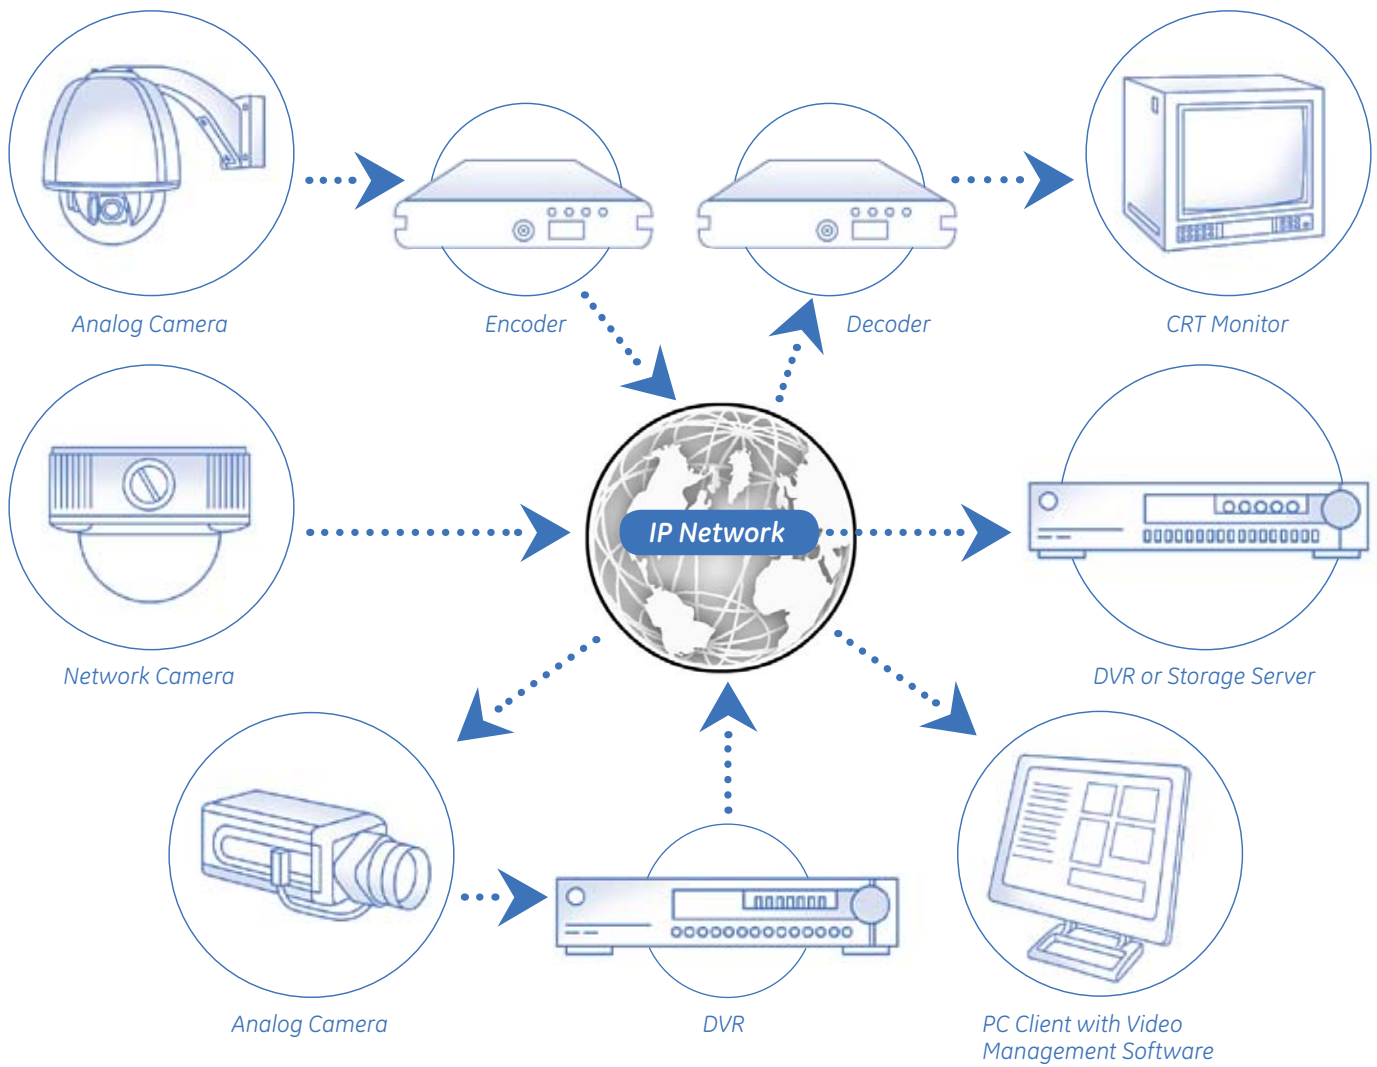 Analog Camera
Encoder
Decoder
CRT Monitor
IP Network
Network Camera
DVR or Storage Server
Analog Camera
DVR
PC Client with Video
Management Software